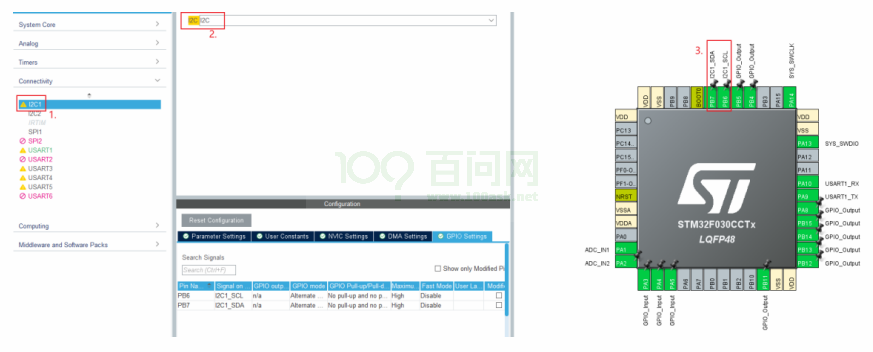 System Core
Analog
Timers
Connectivity
I2C1
1.
I2C2
IRTIM
SPI1
SPI2
USART1
USART2
USART3
USART4
USART5
USART6
Computing
Middleware and Software Packs
I2C I2C
2.
100 百问网
www.100ask.net
Configuration
Reset Configuration
Parameter Settings
User Constants
NVIC Settings
DMA Settings
GPIO Settings
Search Signals
Search (Ctrl+F)
Show only Modified Pi
Pin Na... Signal on GPIO outp... GPIO mode GPIO Pull-up/Pull-d... Maximu... Fast Mode User La... Modifi
PB6 I2C1_SCL n/a Alternate ... No pull-up and no p... High Disable
PB7 I2C1_SDA n/a Alternate ... No pull-up and no p... High Disable
3.
I2C1_SDA
I2C1_SCL
GPIO_Output
GPIO_Output
SYS_SWCLK
VDD
VSS
PB9
PB8
BOOT0
PB7
PB6
PB5
PB4
PB3
PA15
PA14
VDD
PC13
PC14..
PC15..
PF0-O..
PF1-O..
NRST
VSSA
VDDA
ADC_IN1 PA1
ADC_IN2 PA2
VDD
VSS
PA13 SYS_SWDIO
PA12
PA11
PA10 USART1_RX
PA9 USART1_TX
PA8 GPIO_Output
PB15 GPIO_Output
PB14 GPIO_Output
PB13 GPIO_Output
PB12 GPIO_Output
STM32F030CCTx
LQFP48
PA3
PA4
PA5
PA6
PA7
PB0
PB1
PB2
PB10
PB11
VSS
VDD
GPIO_Input
GPIO_Input
GPIO_Input
GPIO_Output